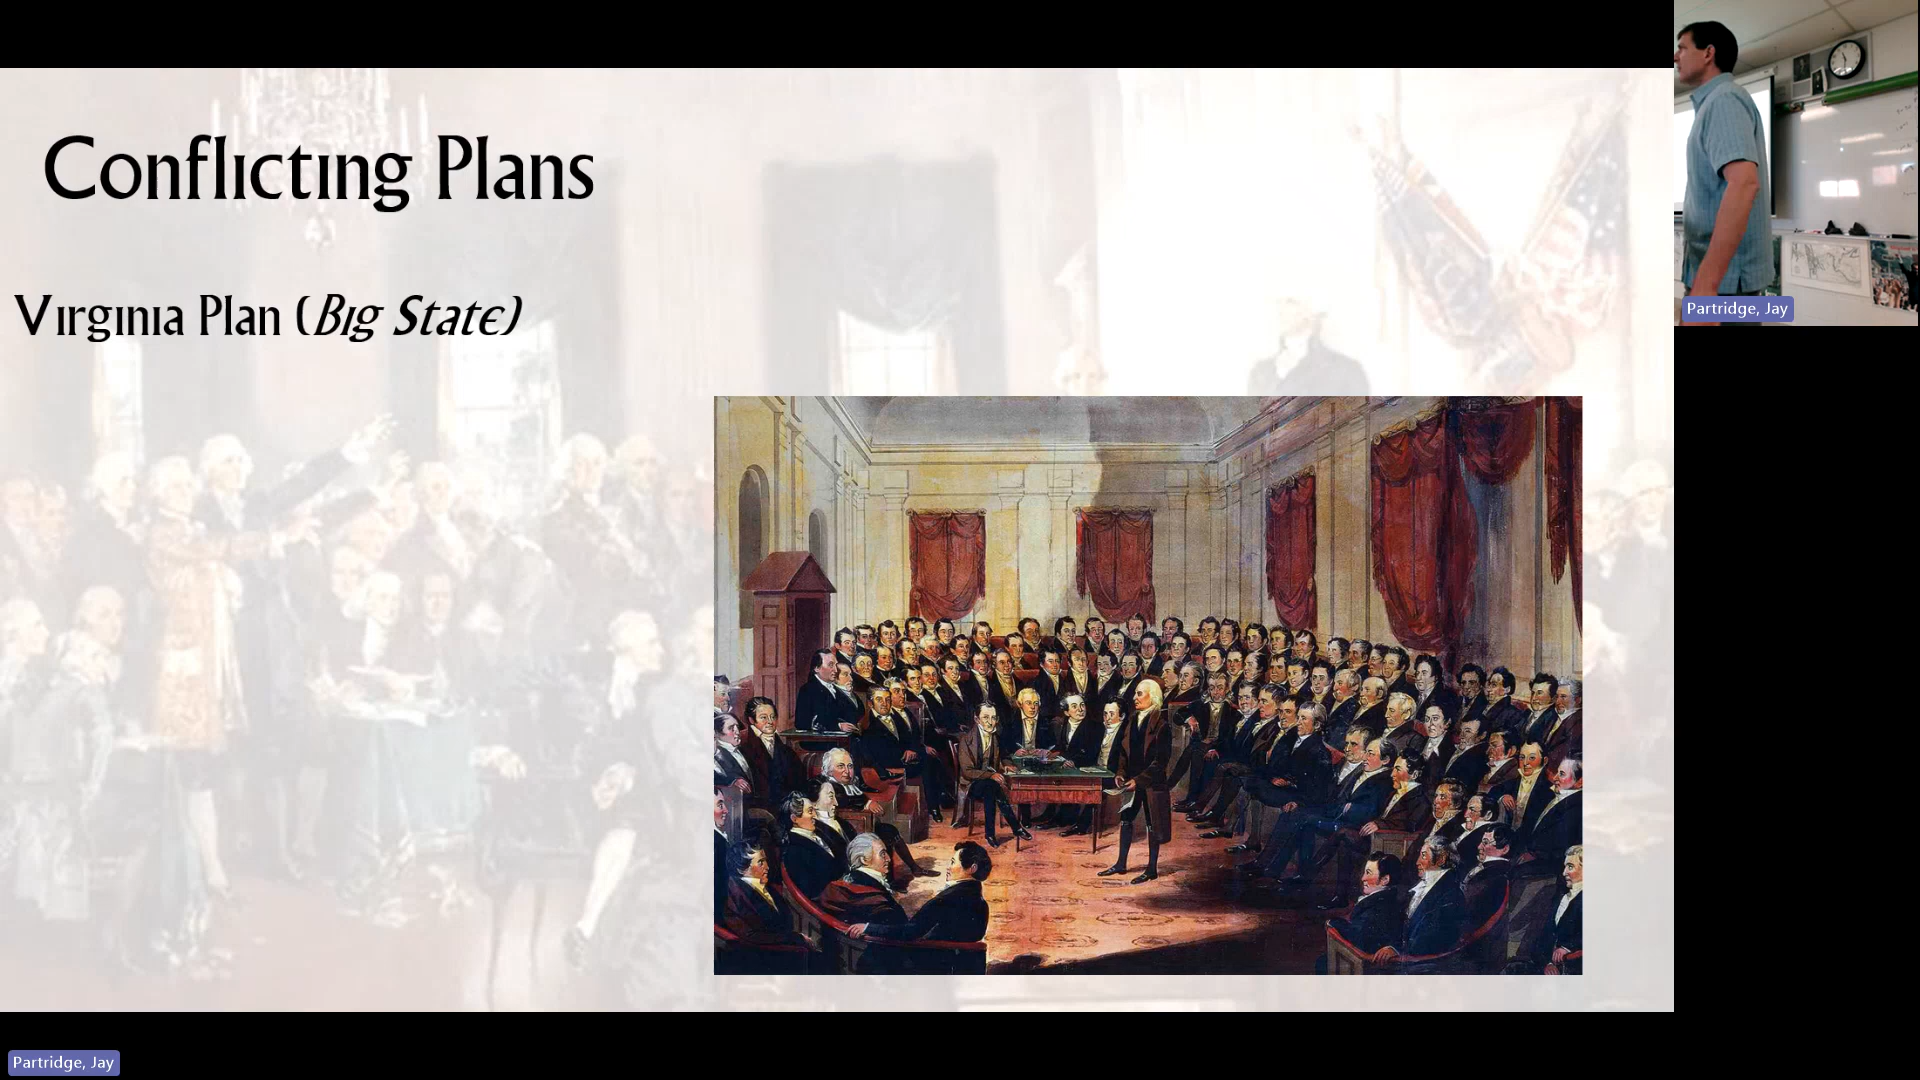 Conflicting Plans
Virginia Plan (Big State)
Partridge, Jay
Partridge, Jay